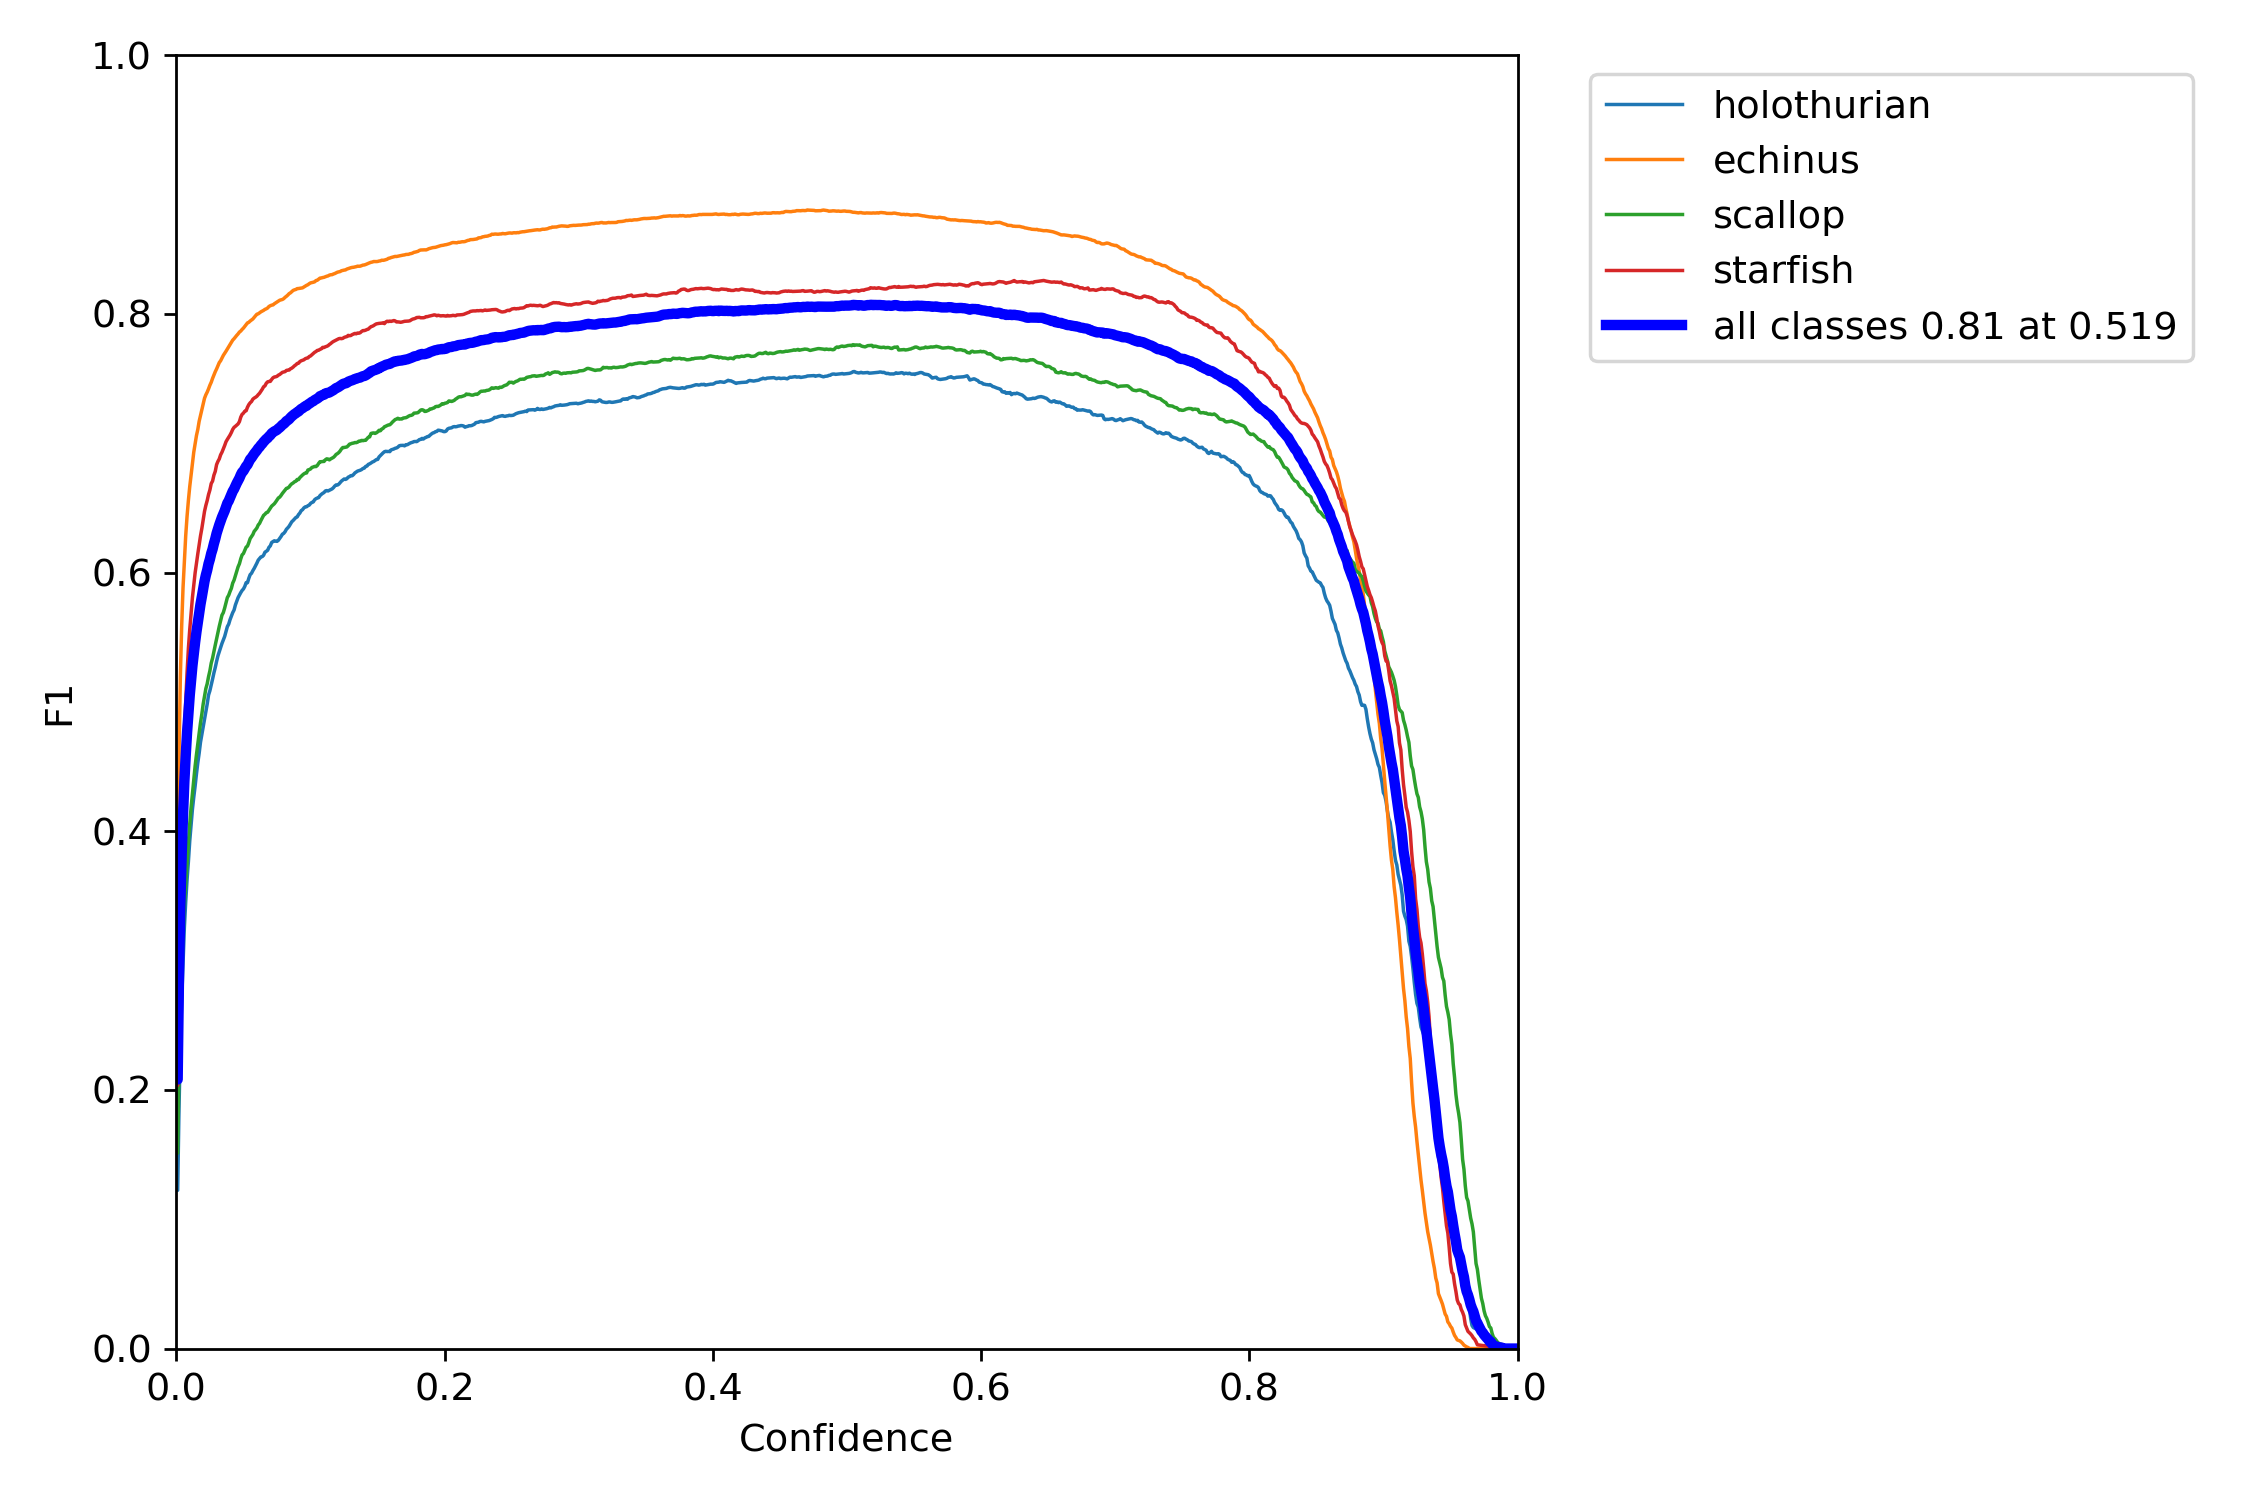 1.0
0.8
0.6
0.4
0.2
0.0
F1
0.0 0.2 0.4 0.6 0.8 1.0
Confidence
holothurian
echinus
scallop
starfish
all classes 0.81 at 0.519